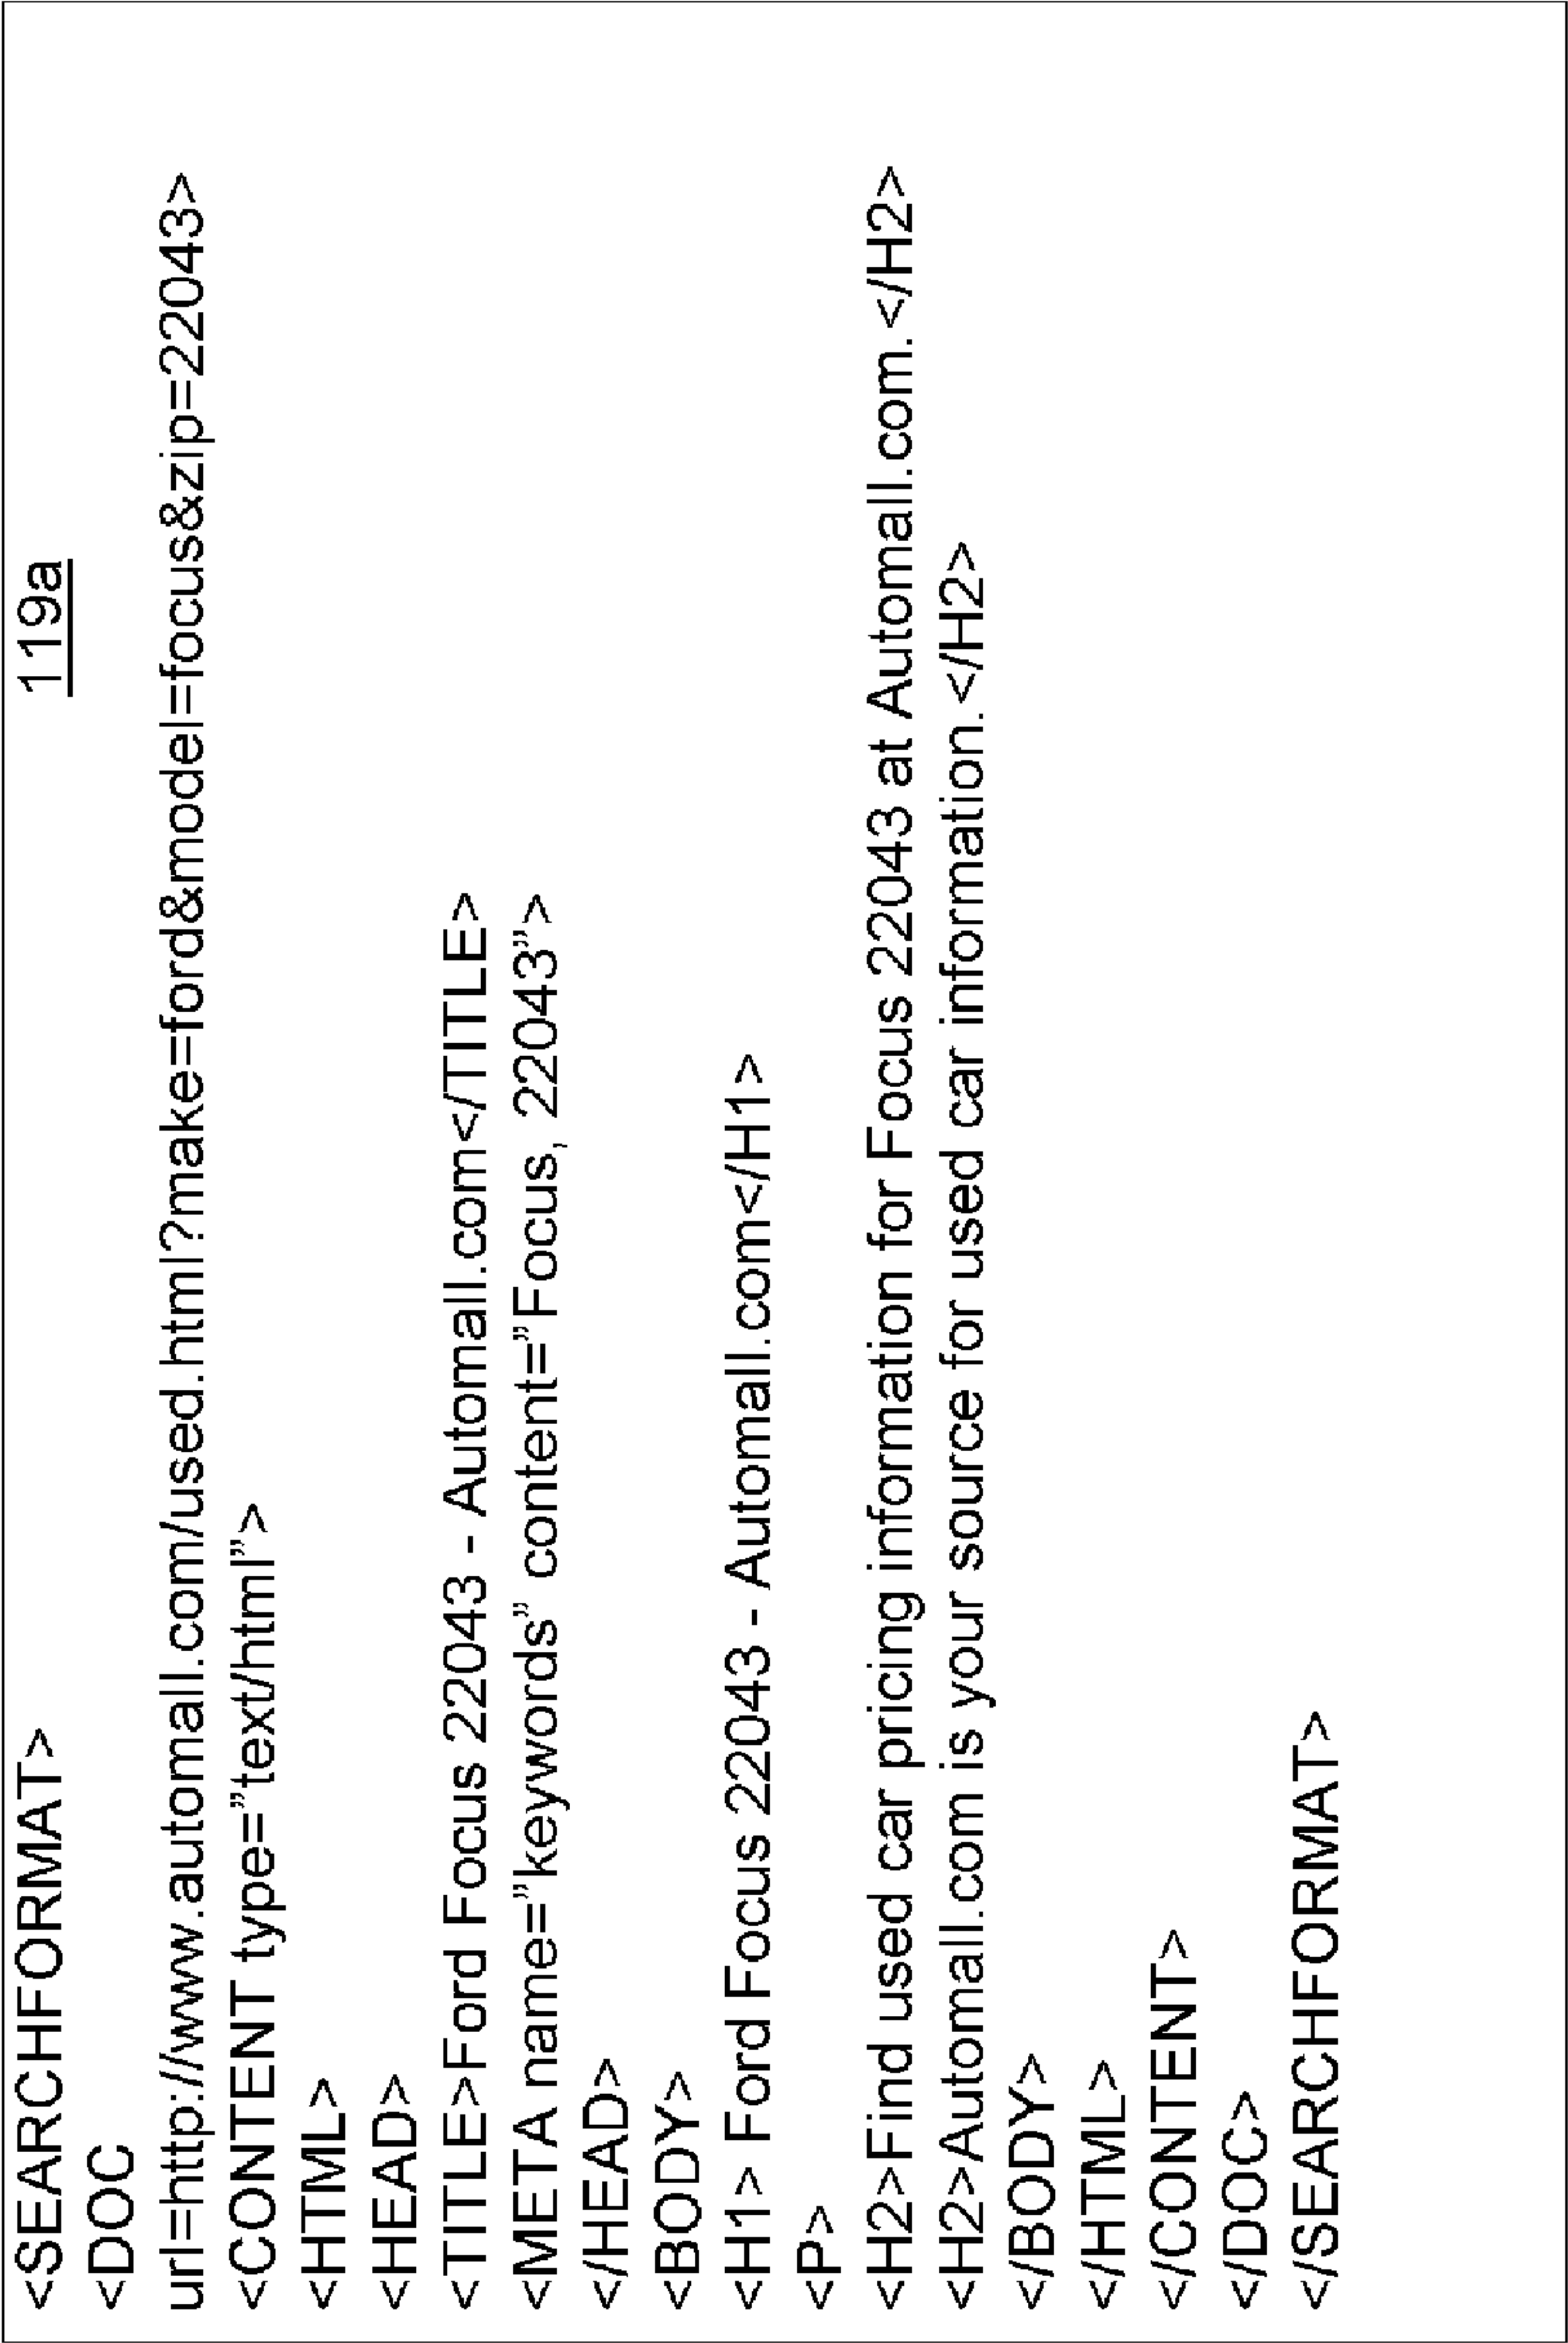 <SEARCHFORMAT> 119a
<DOC
url=http://www.automall.com/used.html?make=ford&model=focus&zip=22043>
<CONTENT type=”text/html”>
<HTML>
<HEAD>
<TITLE>Ford Focus 22043 - Automall.com</TITLE>
<META name=”keywords” content=”Focus, 22043”>
</HEAD>
<BODY>
<H1> Ford Focus 22043 - Automall.com</H1>
<P>
<H2>Find used car pricing information for Focus 22043 at Automall.com.</H2>
<H2>Automall.com is your source for used car information.</H2>
</BODY>
</HTML>
</CONTENT>
</DOC>
</SEARCHFORMAT>